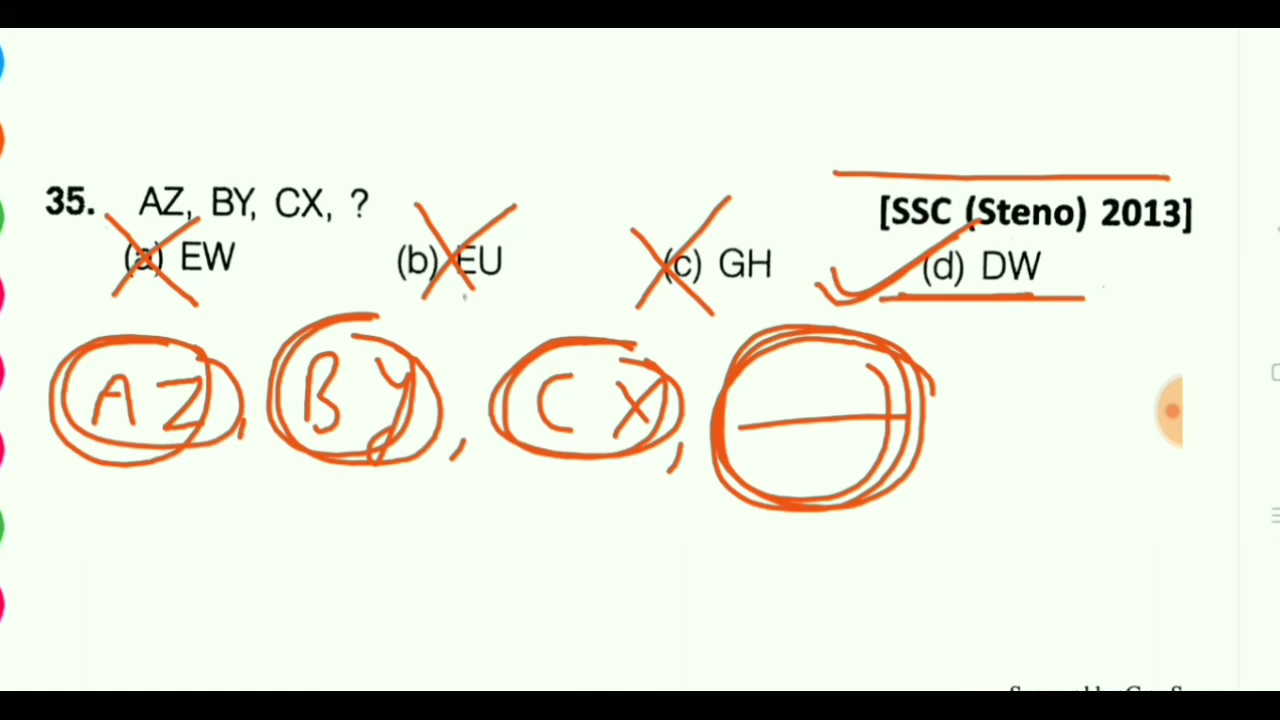 35. AZ, BY, CX, ?
[SSC (Steno) 2013]
(a) EW (b) EU (c) GH (d) DW
AZ, By, CX,